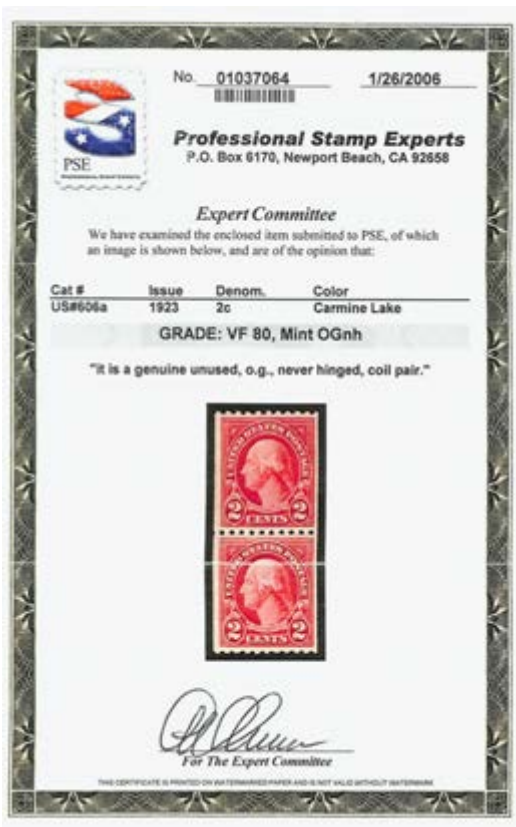 No. 01037064 1/26/2006
PSE
Professional Stamp Experts
P.O. Box 6170, Newport Beach, CA 92658
Expert Committee
We have examined the enclosed item submitted to PSE, of which
an image is shown below, and are of the opinion that:
Cat # Issue Denom. Color
US#606a 1923 2c Carmine Lake
GRADE: VF 80, Mint OGnh
"it is a genuine unused, o.g., never hinged, coil pair."
UNITED STATES POSTAGE
2 CENTS 2
UNITED STATES POSTAGE
2 CENTS 2
For The Expert Committee
THIS CERTIFICATE IS PRINTED ON WATERMARKED PAPER AND IS NOT VALID WITHOUT WATERMARK